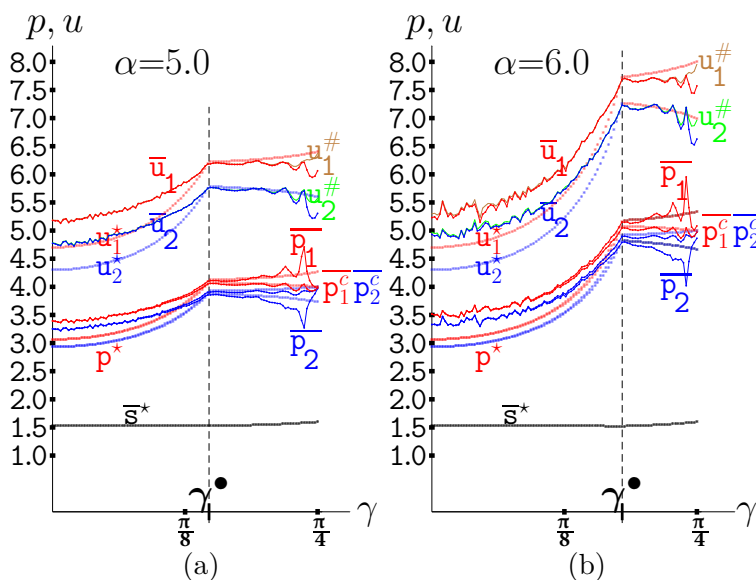 p, u
α=5.0
8.0
7.5
7.0
6.5
6.0
5.5
5.0
4.5
4.0
3.5
3.0
2.5
2.0
1.5
1.0
u̅₁
u₁^#
u₂^#
u₁^⋆
u̅₂
u₂^⋆
p̅₁
p̅₁^c p̅₂^c
p^⋆
p̅₂
s̅^⋆
γ^●
π/8
π/4
γ
(a)
p, u
α=6.0
8.0
7.5
7.0
6.5
6.0
5.5
5.0
4.5
4.0
3.5
3.0
2.5
2.0
1.5
1.0
u₁^#
u₂^#
u̅₁
u̅₂
p̅₁
u₁^⋆
p̅₁^c p̅₂^c
u₂^⋆
p̅₂
p^⋆
s̅^⋆
γ^●
π/8
π/4
γ
(b)